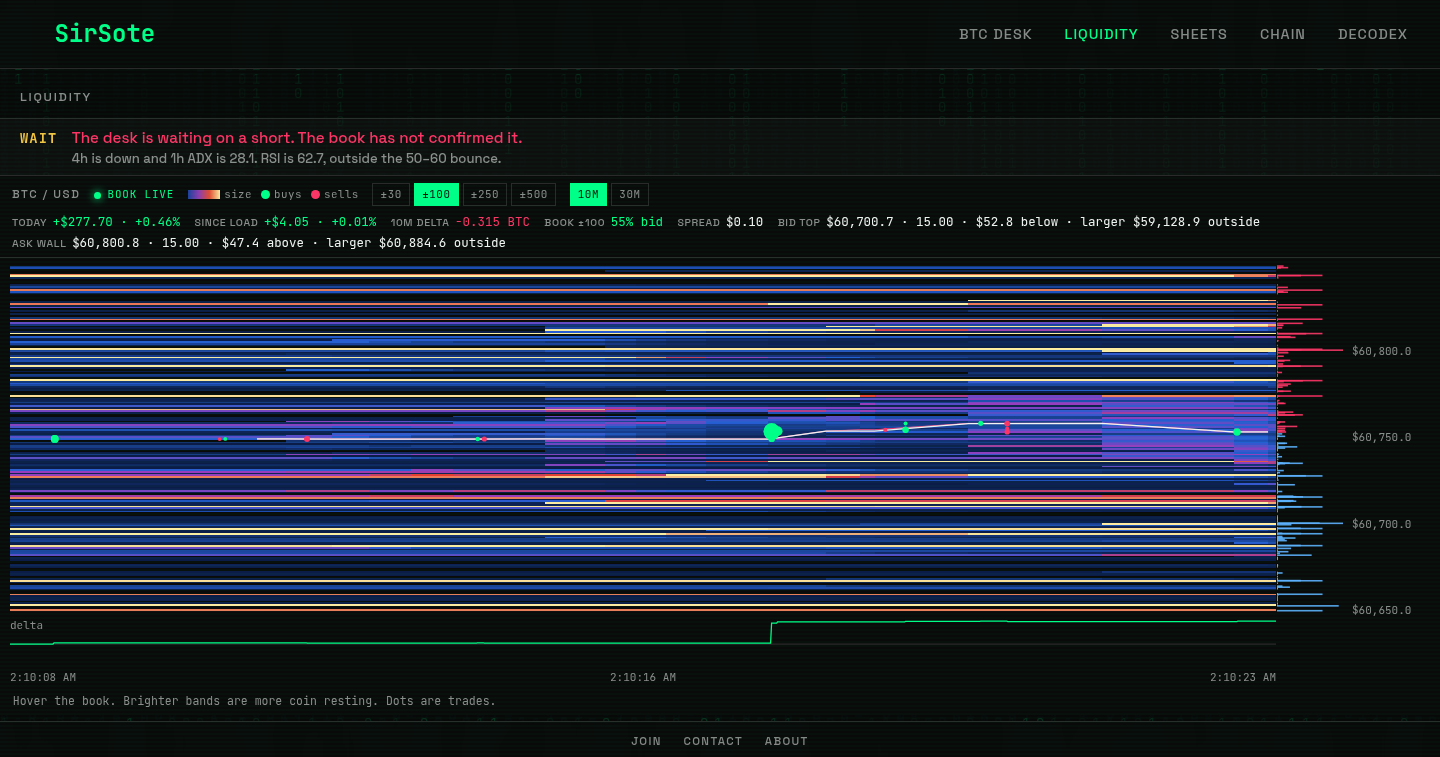 SirSote
BTC DESK LIQUIDITY SHEETS CHAIN DECODEX
LIQUIDITY
WAIT The desk is waiting on a short. The book has not confirmed it.
4h is down and 1h ADX is 28.1. RSI is 62.7, outside the 50–60 bounce.
BTC / USD BOOK LIVE size buys sells ±30 ±100 ±250 ±500 10M 30M
TODAY +$277.70 · +0.46% SINCE LOAD +$4.05 · +0.01% 10M DELTA -0.315 BTC BOOK ±100 55% bid SPREAD $0.10 BID TOP $60,700.7 · 15.00 · $52.8 below · larger $59,128.9 outside
ASK WALL $60,800.8 · 15.00 · $47.4 above · larger $60,884.6 outside
$60,800.0
$60,750.0
$60,700.0
$60,650.0
delta
2:10:08 AM 2:10:16 AM 2:10:23 AM
Hover the book. Brighter bands are more coin resting. Dots are trades.
JOIN CONTACT ABOUT